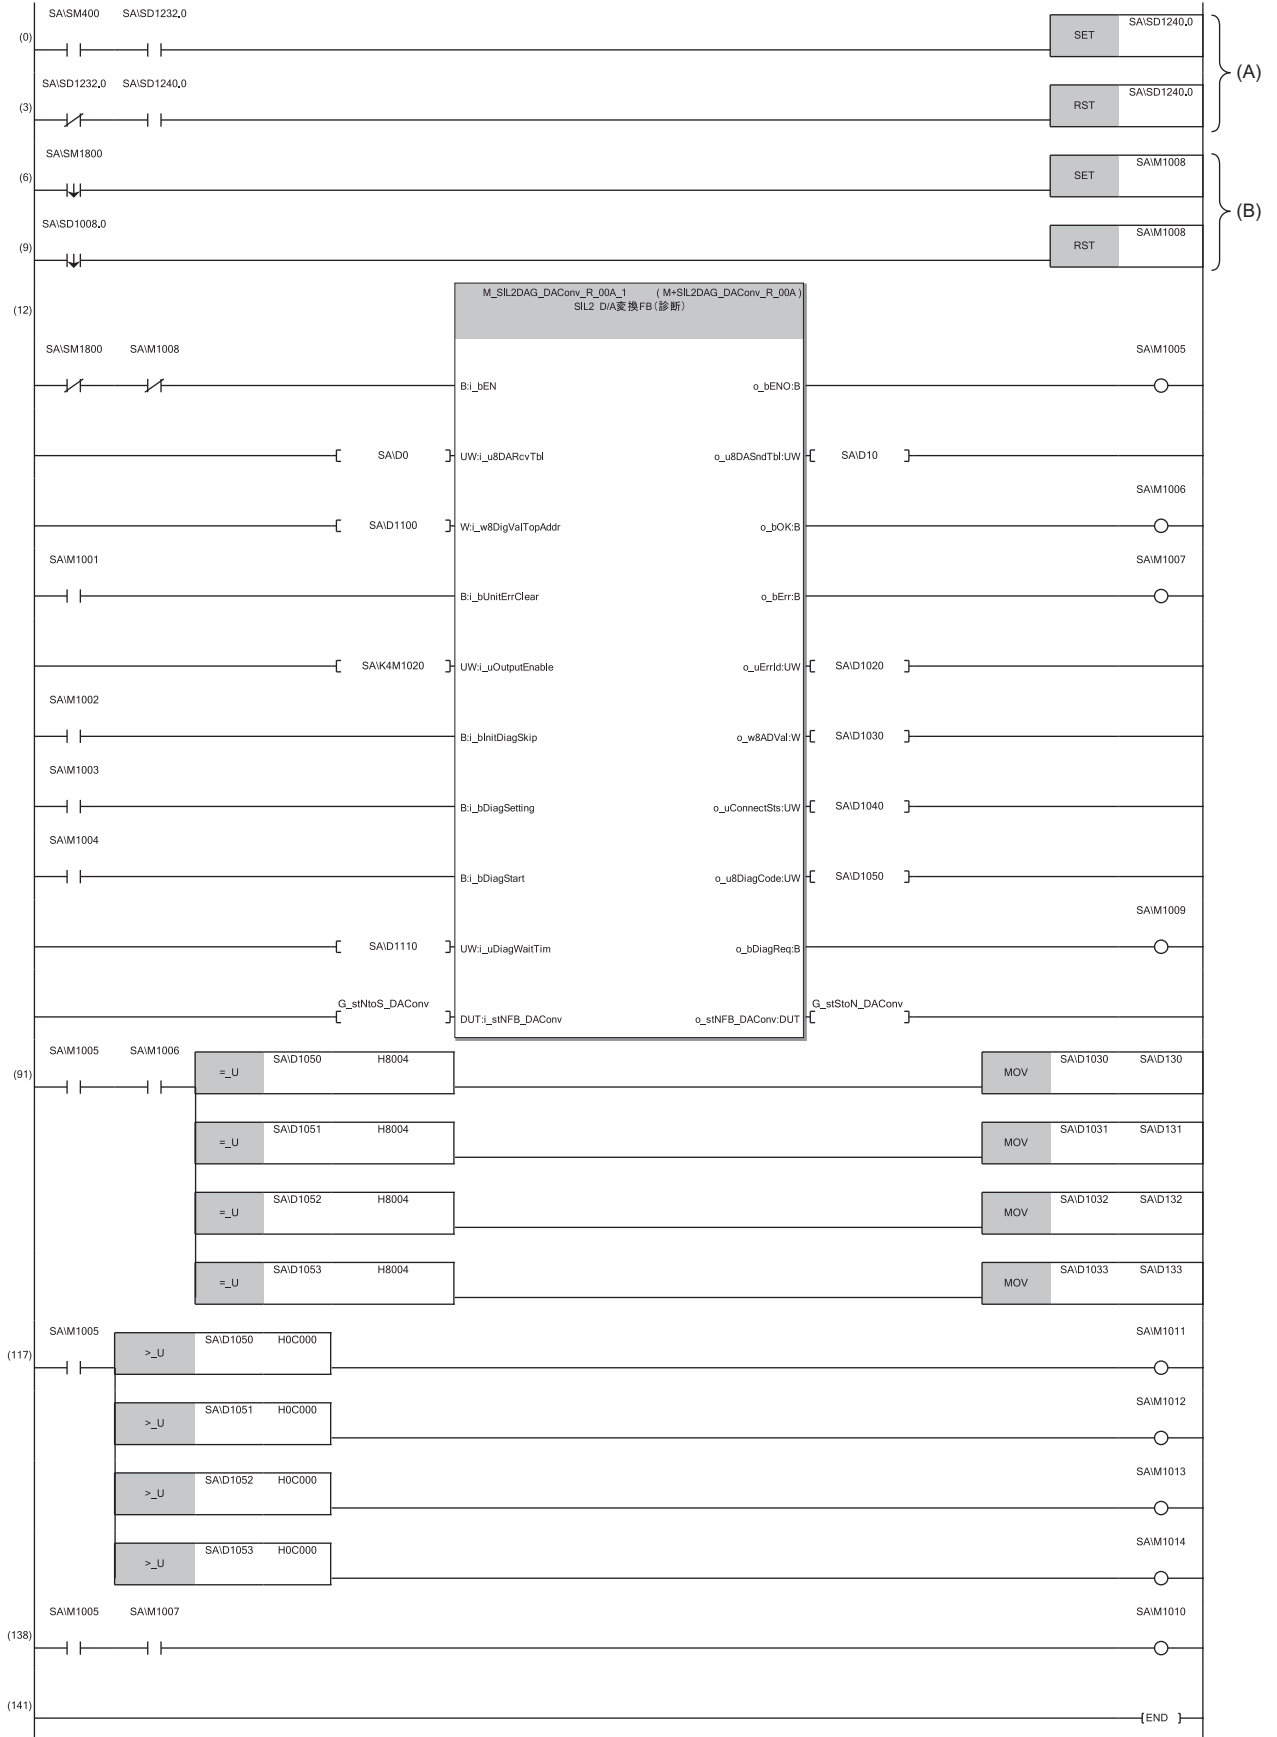 SA\SM400 SA\SD1232.0
(0) SET SA\SD1240.0
(A)
SA\SD1232.0 SA\SD1240.0
(3) RST SA\SD1240.0
SA\SM1800
(6) SET SA\M1008
(B)
SA\SD1008.0
(9) RST SA\M1008
(12) M_SIL2DAG_DAConv_R_00A_1 ( M+SIL2DAG_DAConv_R_00A )
SIL2 D/A変換FB(診断)
SA\SM1800 SA\M1008 SA\M1005
B:i_bEN o_bENO:B
SA\D0 UW:i_u8DARcvTbl o_u8DASndTbl:UW SA\D10
SA\M1006
SA\D1100 W:i_w8DigValTopAddr o_bOK:B
SA\M1001 SA\M1007
B:i_bUnitErrClear o_bErr:B
SA\K4M1020 UW:i_uOutputEnable o_uErrId:UW SA\D1020
SA\M1002
B:i_bInitDiagSkip o_w8ADVal:W SA\D1030
SA\M1003
B:i_bDiagSetting o_uConnectSts:UW SA\D1040
SA\M1004
B:i_bDiagStart o_u8DiagCode:UW SA\D1050
SA\M1009
SA\D1110 UW:i_uDiagWaitTim o_bDiagReq:B
G_stNtoS_DAConv DUT:i_stNFB_DAConv o_stNFB_DAConv:DUT G_stStoN_DAConv
SA\M1005 SA\M1006
(91) =_U SA\D1050 H8004 MOV SA\D1030 SA\D130
=_U SA\D1051 H8004 MOV SA\D1031 SA\D131
=_U SA\D1052 H8004 MOV SA\D1032 SA\D132
=_U SA\D1053 H8004 MOV SA\D1033 SA\D133
SA\M1005 SA\M1011
(117) >_U SA\D1050 H0C000
SA\M1012
>_U SA\D1051 H0C000
SA\M1013
>_U SA\D1052 H0C000
SA\M1014
>_U SA\D1053 H0C000
SA\M1005 SA\M1007 SA\M1010
(138)
(141) END